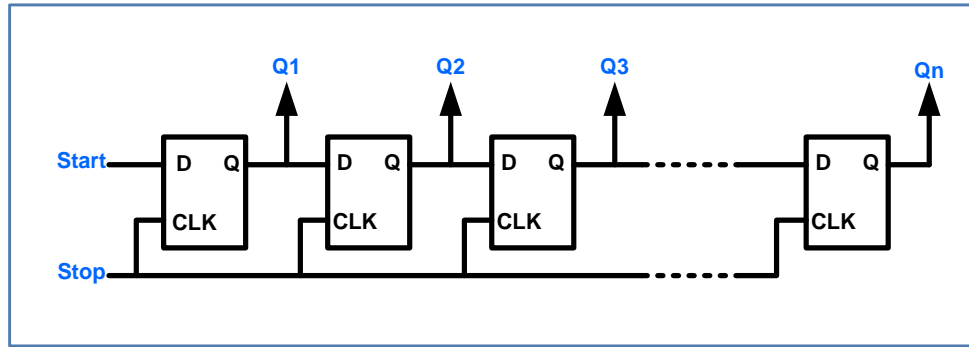 Q1 Q2 Q3 Qn
Start D Q D Q D Q D Q
CLK CLK CLK CLK
Stop